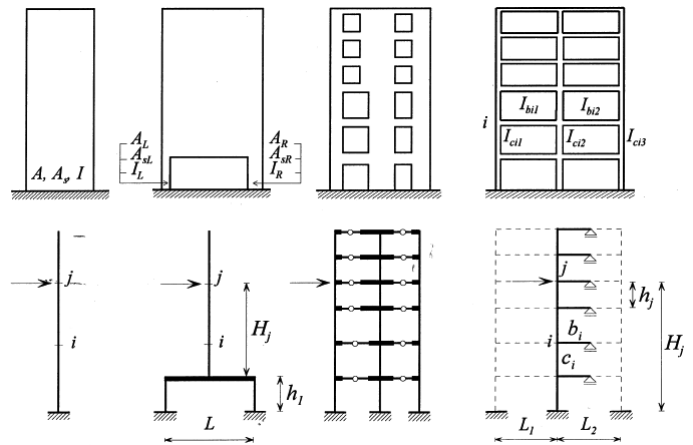 A, A_s, I
A_L
A_sL
I_L
A_R
A_sR
I_R
i
I_bi1
I_bi2
I_ci1
I_ci2
I_ci3
j
i
j
i
H_j
h_1
L
j
i
b_i
c_i
h_j
H_j
L_1
L_2